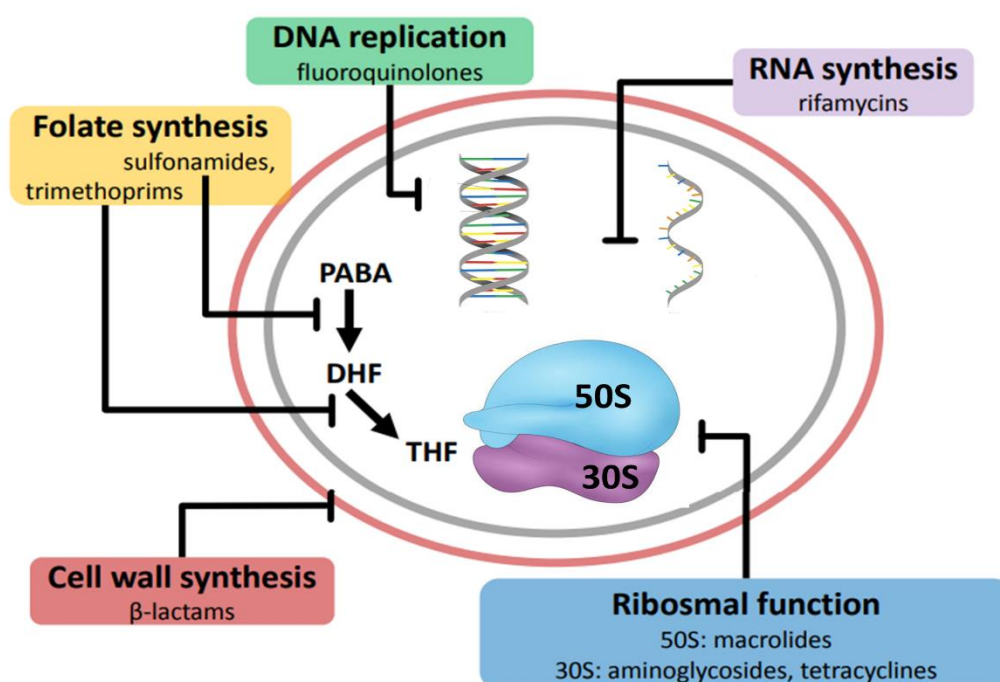 DNA replication
fluoroquinolones
RNA synthesis
rifamycins
Folate synthesis
sulfonamides,
trimethoprims
PABA
DHF
THF
50S
30S
Cell wall synthesis
β-lactams
Ribosmal function
50S: macrolides
30S: aminoglycosides, tetracyclines